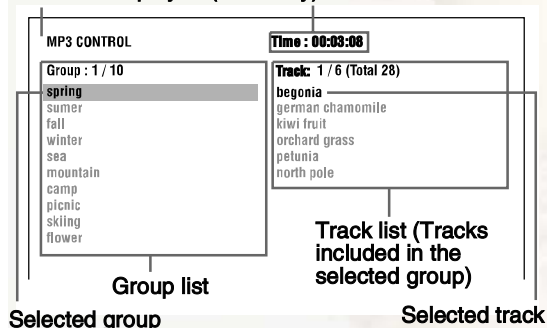 MP3 CONTROL
Time : 00:03:08
Group : 1 / 10
spring
sumer
fall
winter
sea
mountain
camp
picnic
skiing
flower
Track: 1 / 6 (Total 28)
begonia
german chamomile
kiwi fruit
orchard grass
petunia
north pole
Track list (Tracks
included in the
selected group)
Group list
Selected group
Selected track